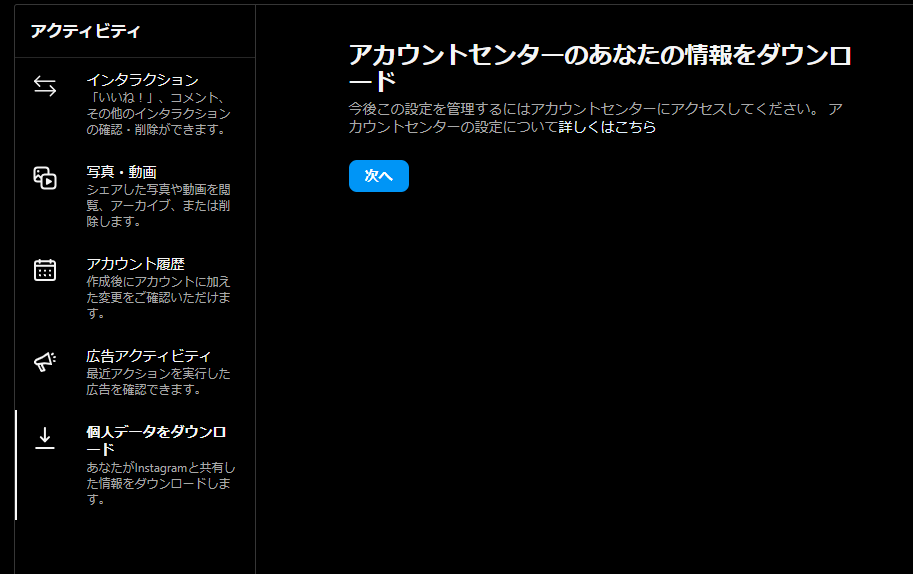 アクティビティ
インタラクション
「いいね！」、コメント、
その他のインタラクション
の確認・削除ができます。
写真・動画
シェアした写真や動画を閲
覧、アーカイブ、または削
除します。
アカウント履歴
作成後にアカウントに加え
た変更をご確認いただけま
す。
広告アクティビティ
最近アクションを実行した
広告を確認できます。
個人データをダウンロ
ード
あなたがInstagramと共有し
た情報をダウンロードしま
す。
アカウントセンターのあなたの情報をダウンロ
ード
今後この設定を管理するにはアカウントセンターにアクセスしてください。 ア
カウントセンターの設定について詳しくはこちら
次へ